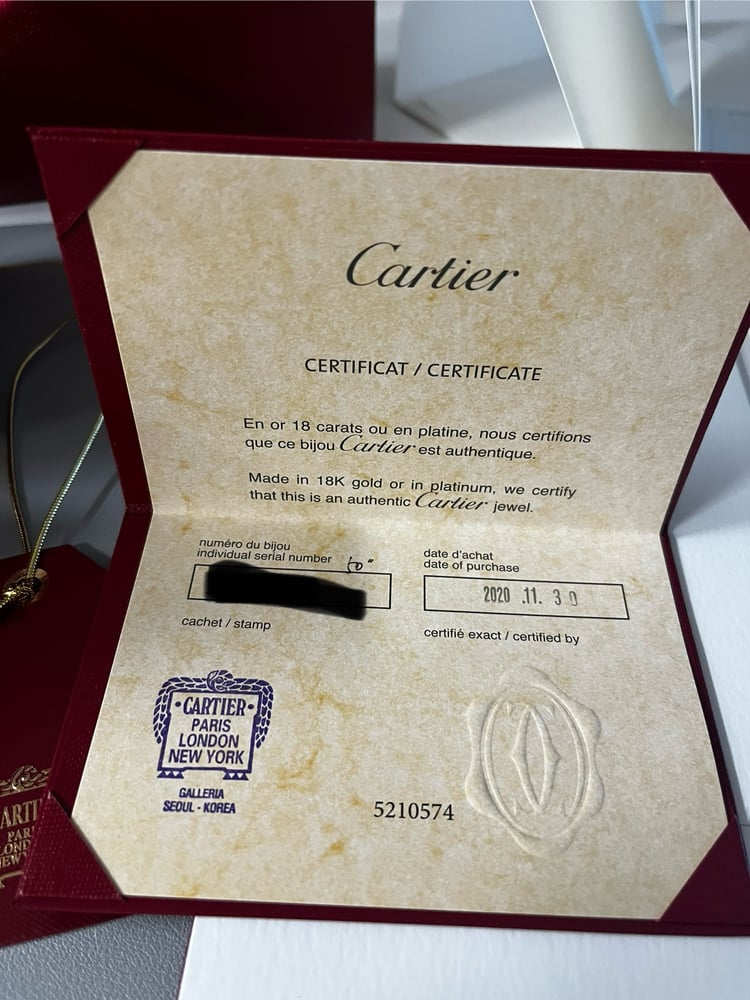 Cartier
CERTIFICAT / CERTIFICATE
En or 18 carats ou en platine, nous certifions
que ce bijou Cartier est authentique.
Made in 18K gold or in platinum, we certify
that this is an authentic Cartier jewel.
numéro du bijou
individual serial number 50"
date d'achat
date of purchase
2020 .11. 30
cachet / stamp
certifié exact / certified by
·CARTIER·
PARIS
LONDON
NEW YORK
GALLERIA
SEOUL - KOREA
5210574